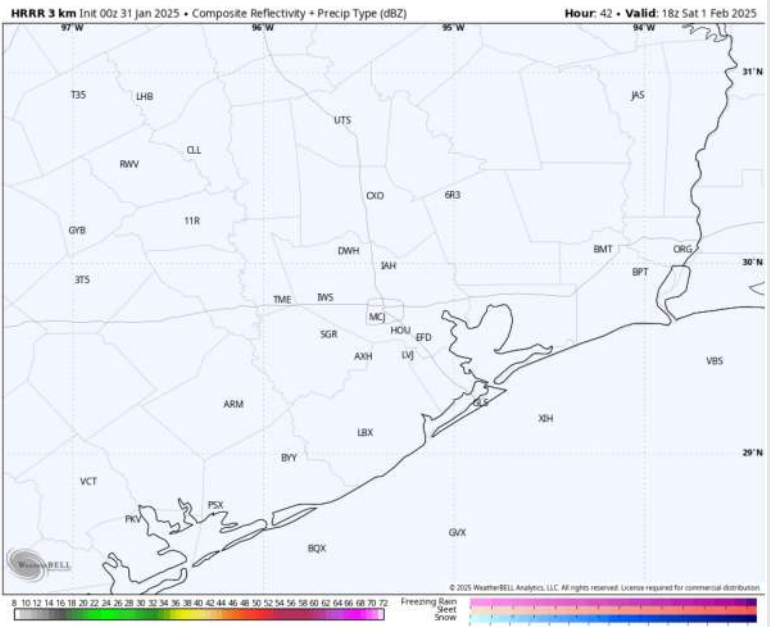 HRRR 3 km Init 00z 31 Jan 2025 • Composite Reflectivity + Precip Type (dBZ) Hour: 42 • Valid: 18z Sat 1 Feb 2025
97°W 96°W 95°W 94°W
31°N
T35 LHB JAS
UTS
CLL
RWV
CXO 6R3
11R
GYB
DWH BMT ORG
IAH 30°N
3T5 BPT
TME IWS
MCJ
SGR HOU EFD
AXH LVJ VBS
ARM GLS
XIH
LBX
BYY 29°N
VCT
PKV PSX
GVX
BQX
WeatherBELL
© 2025 WeatherBELL Analytics, LLC. All rights reserved. License required for commercial distribution.
8 10 12 14 16 18 20 22 24 26 28 30 32 34 36 38 40 42 44 46 48 50 52 54 56 58 60 62 64 66 68 70 72
Freezing Rain
Sleet
Snow